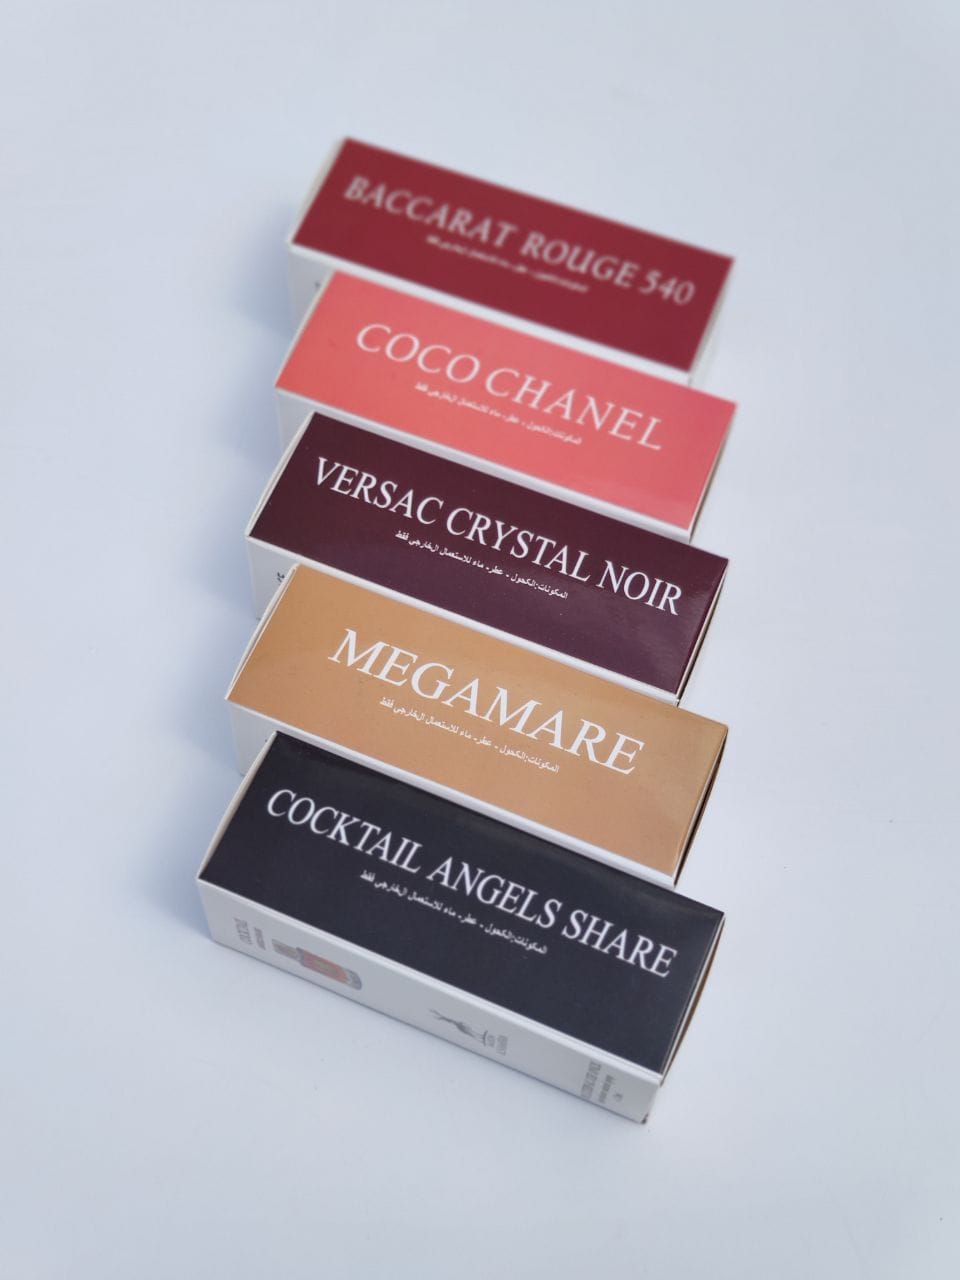 BACCARAT ROUGE 540
COCO CHANEL
المكونات:الكحول - عطر- ماء للاستعمال الخارجي فقط
VERSAC CRYSTAL NOIR
المكونات:الكحول - عطر- ماء للاستعمال الخارجي فقط
MEGAMARE
المكونات:الكحول - عطر- ماء للاستعمال الخارجي فقط
COCKTAIL ANGELS SHARE
المكونات:الكحول - عطر- ماء للاستعمال الخارجي فقط
COCKTAIL